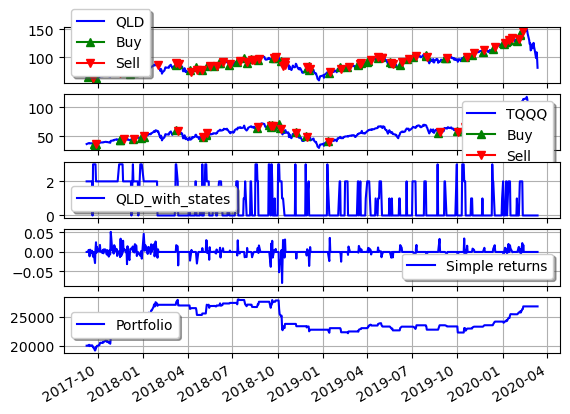 150
100
QLD
Buy
Sell
100
50
TQQQ
Buy
Sell
2
0
QLD_with_states
0.05
0.00
−0.05
Simple returns
25000
20000
Portfolio
2017-10 2018-01 2018-04 2018-07 2018-10 2019-01 2019-04 2019-07 2019-10 2020-01 2020-04